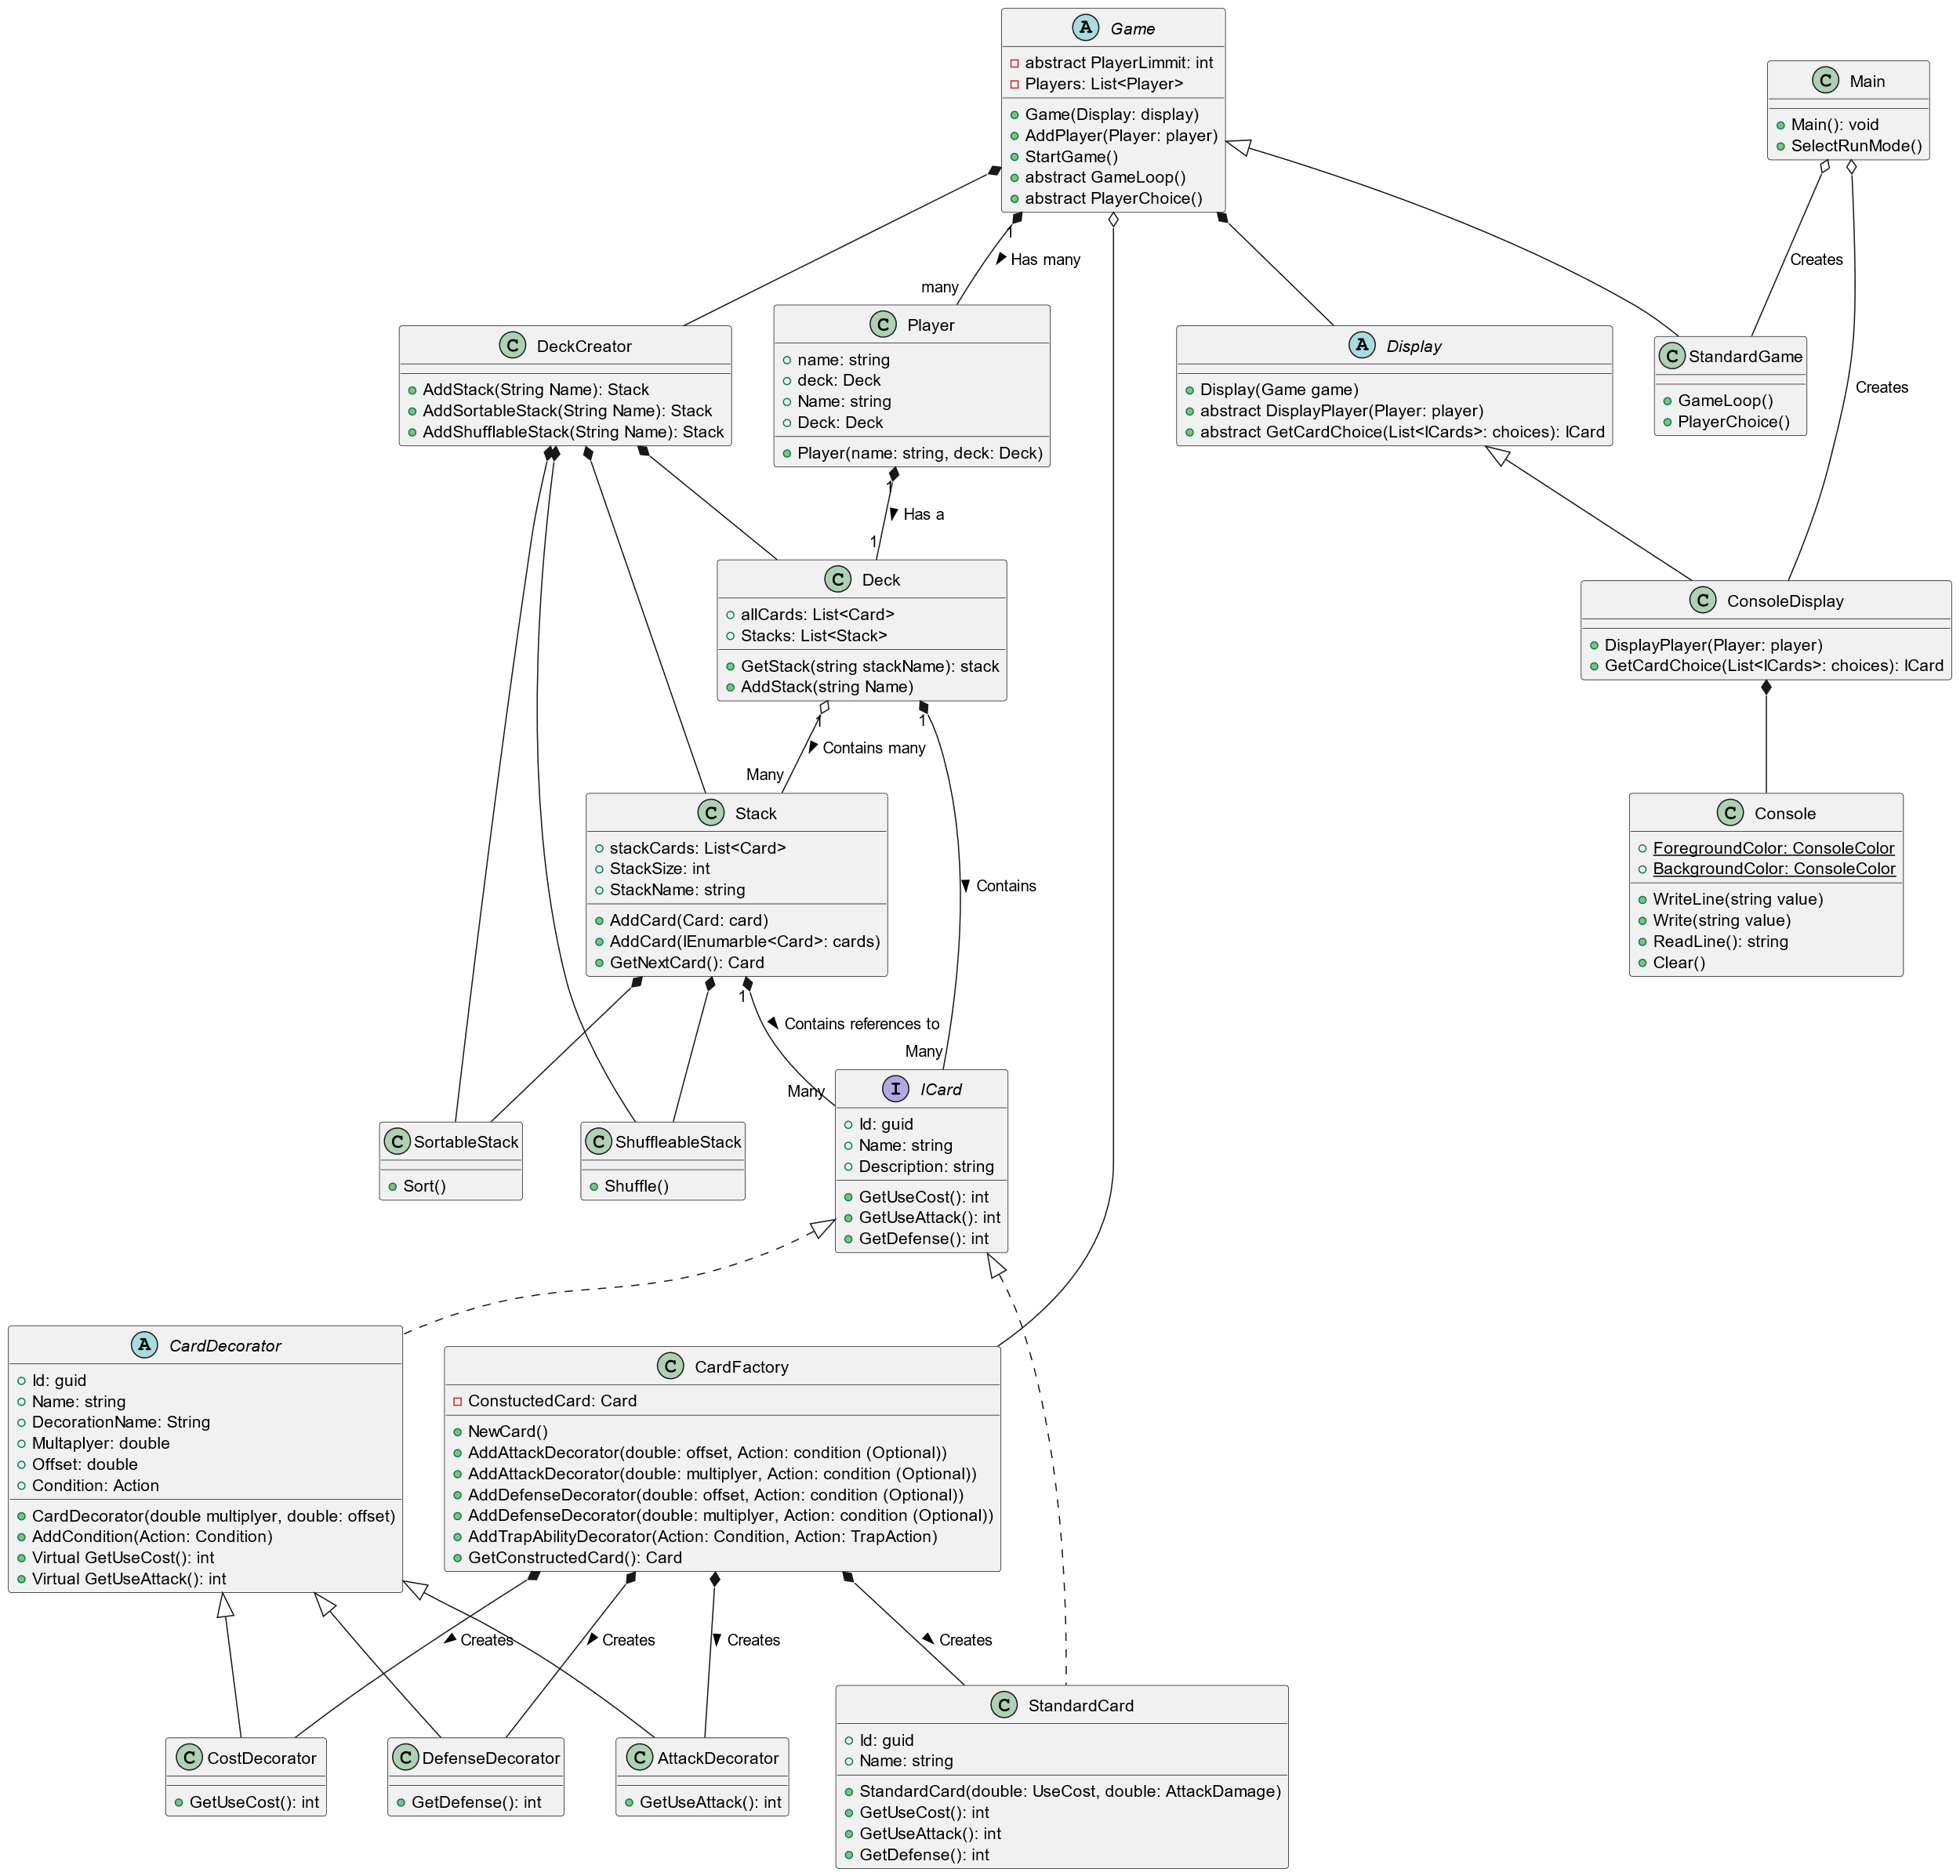 A Game
abstract PlayerLimmit: int
Players: List<Player>
Game(Display: display)
AddPlayer(Player: player)
StartGame()
abstract GameLoop()
abstract PlayerChoice()
C Main
Main(): void
SelectRunMode()
1
Has many
many
Creates
Creates
C DeckCreator
AddStack(String Name): Stack
AddSortableStack(String Name): Stack
AddShufflableStack(String Name): Stack
C Player
name: string
deck: Deck
Name: string
Deck: Deck
Player(name: string, deck: Deck)
A Display
Display(Game game)
abstract DisplayPlayer(Player: player)
abstract GetCardChoice(List<ICards>: choices): ICard
C StandardGame
GameLoop()
PlayerChoice()
1
Has a
1
C Deck
allCards: List<Card>
Stacks: List<Stack>
GetStack(string stackName): stack
AddStack(string Name)
C ConsoleDisplay
DisplayPlayer(Player: player)
GetCardChoice(List<ICards>: choices): ICard
1
1
Contains many
Many
C Stack
stackCards: List<Card>
StackSize: int
StackName: string
AddCard(Card: card)
AddCard(IEnumarble<Card>: cards)
GetNextCard(): Card
Contains
C Console
ForegroundColor: ConsoleColor
BackgroundColor: ConsoleColor
WriteLine(string value)
Write(string value)
ReadLine(): string
Clear()
1
Contains references to
Many
Many
C SortableStack
Sort()
C ShuffleableStack
Shuffle()
I ICard
Id: guid
Name: string
Description: string
GetUseCost(): int
GetUseAttack(): int
GetDefense(): int
A CardDecorator
Id: guid
Name: string
DecorationName: String
Multaplyer: double
Offset: double
Condition: Action
CardDecorator(double multiplyer, double: offset)
AddCondition(Action: Condition)
Virtual GetUseCost(): int
Virtual GetUseAttack(): int
C CardFactory
ConstuctedCard: Card
NewCard()
AddAttackDecorator(double: offset, Action: condition (Optional))
AddAttackDecorator(double: multiplyer, Action: condition (Optional))
AddDefenseDecorator(double: offset, Action: condition (Optional))
AddDefenseDecorator(double: multiplyer, Action: condition (Optional))
AddTrapAbilityDecorator(Action: Condition, Action: TrapAction)
GetConstructedCard(): Card
Creates
Creates
Creates
Creates
C CostDecorator
GetUseCost(): int
C DefenseDecorator
GetDefense(): int
C AttackDecorator
GetUseAttack(): int
C StandardCard
Id: guid
Name: string
StandardCard(double: UseCost, double: AttackDamage)
GetUseCost(): int
GetUseAttack(): int
GetDefense(): int